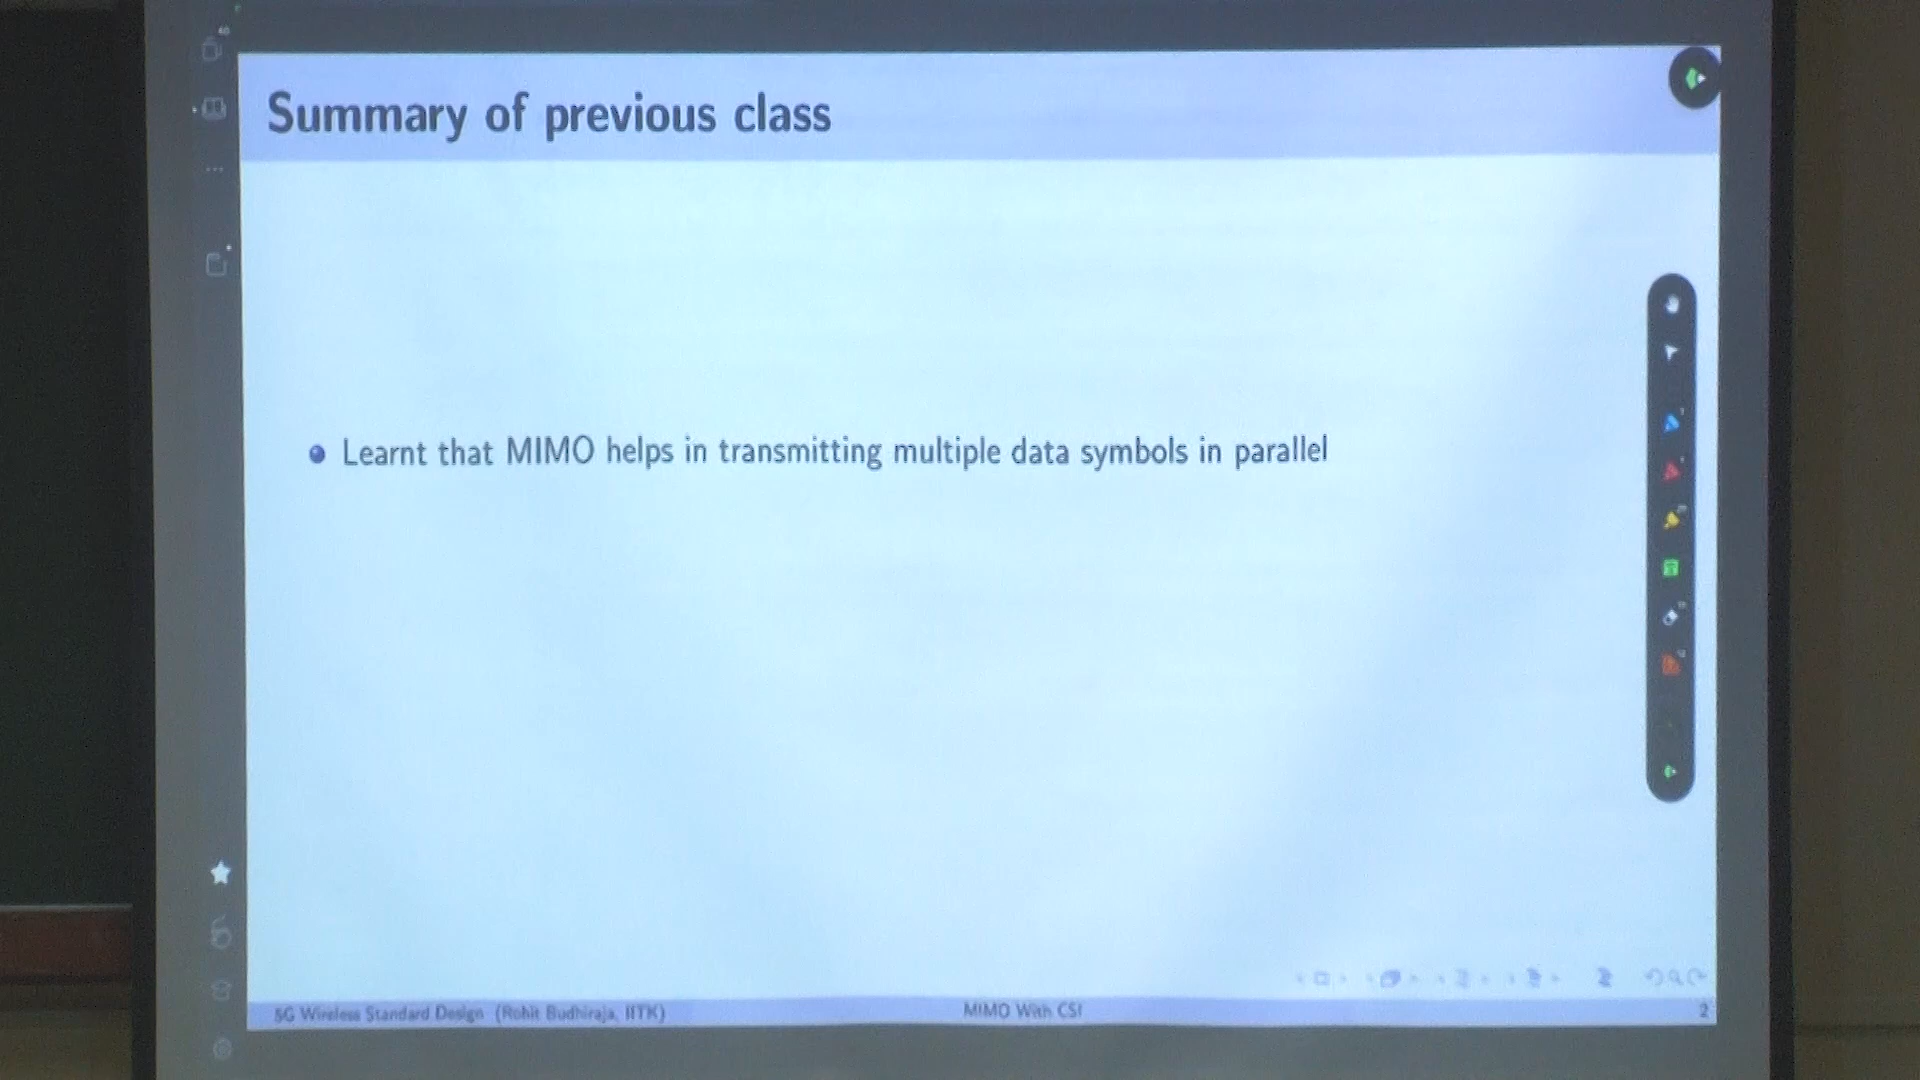 Summary of previous class
Learnt that MIMO helps in transmitting multiple data symbols in parallel
5G Wireless Standard Design (Rohit Budhiraja, IITK)
MIMO With CSI
2